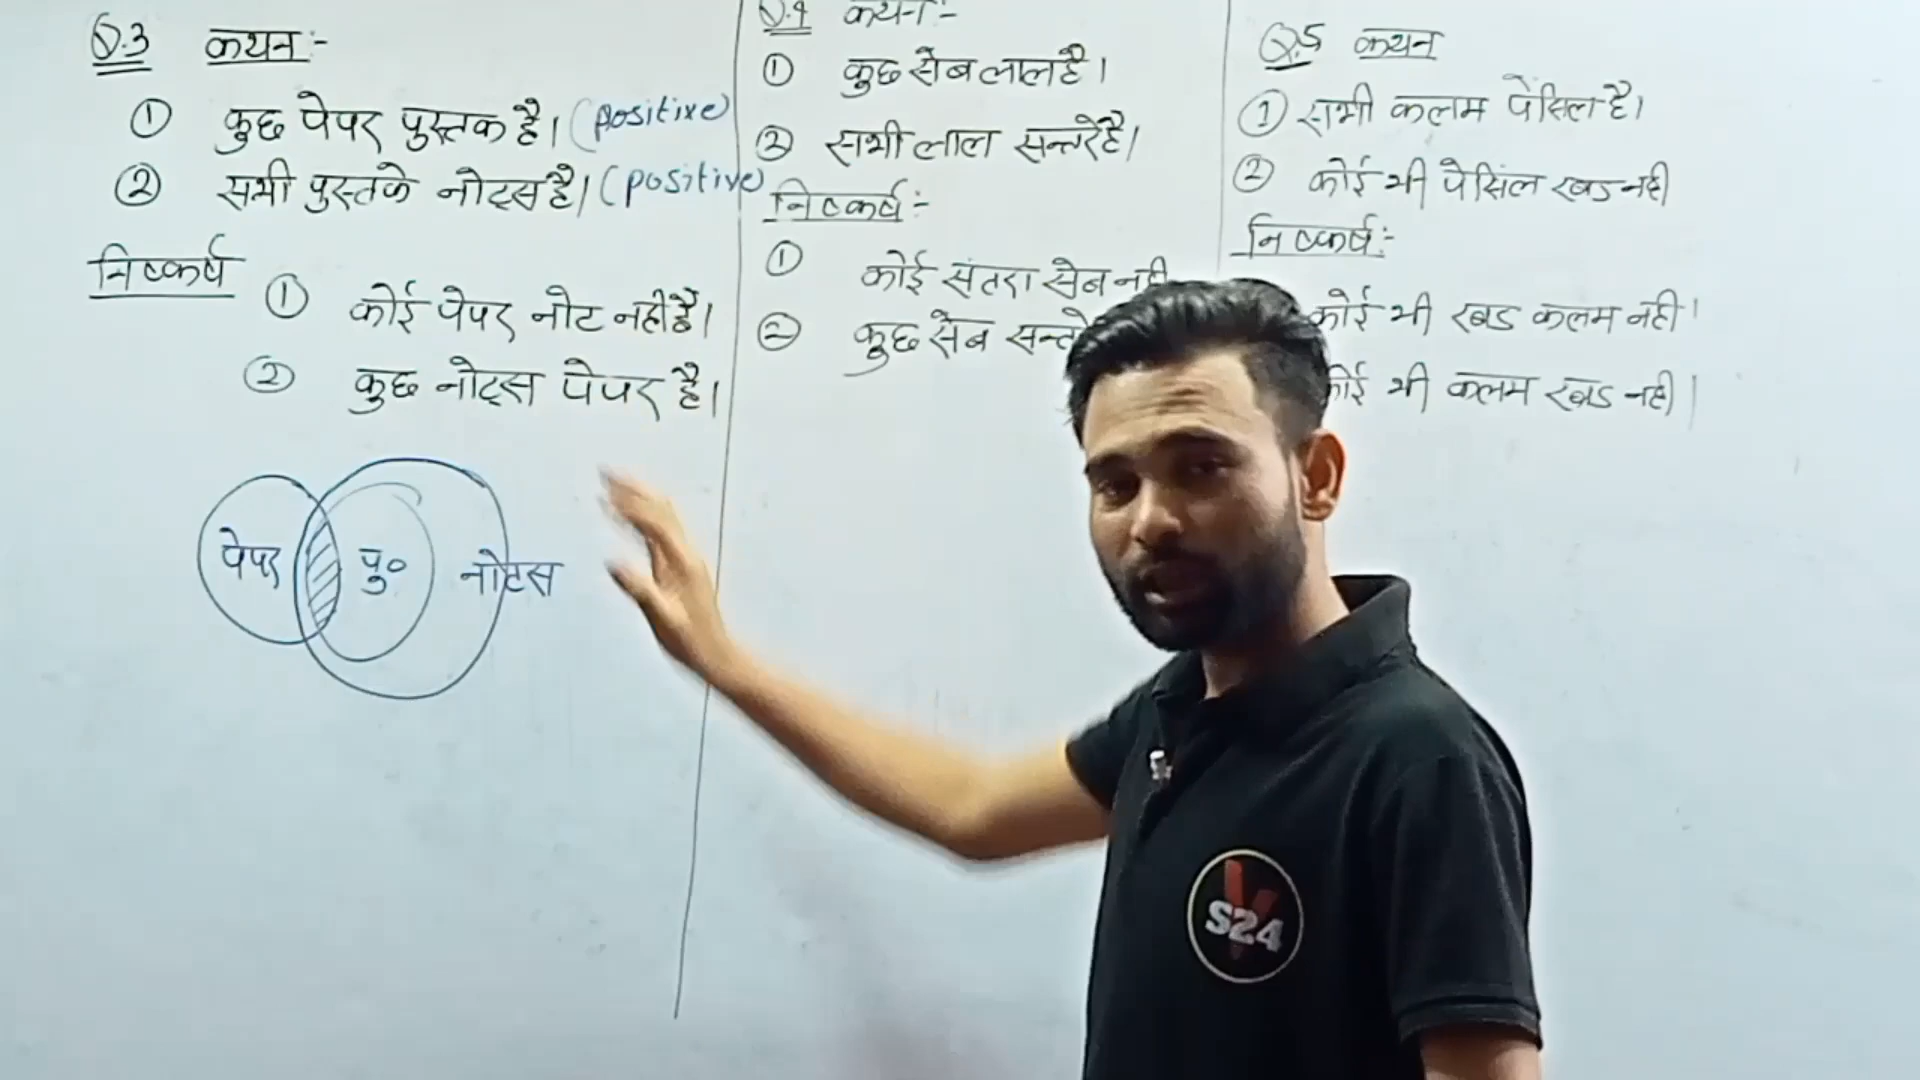 Q.3 कथन:-
① कुछ पेपर पुस्तक है। (positive)
② सभी पुस्तके नोट्स है। (positive)
निष्कर्ष
① कोई पेपर नोट नहीं है।
② कुछ नोट्स पेपर है।
पेपर पु० नोटस
Q.4 कथन:-
① कुछ सेब लाल है।
② सभी लाल सन्तरे है।
निष्कर्ष:-
① कोई संतरा सेब नही
② कुछ सेब
Q.5 कथन
① सभी कलम पेंसिल है।
② कोई भी पेसिंल रबड नही
निष्कर्ष:-
कोई भी रबड कलम नही।
भी कलम रबड नही।
V
S24